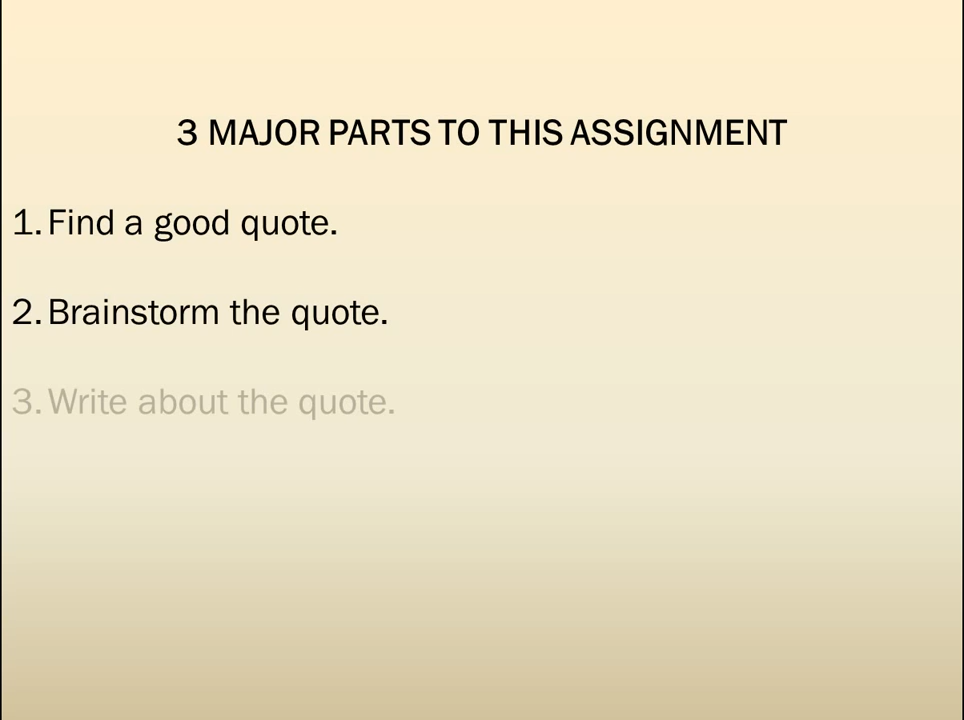 3 MAJOR PARTS TO THIS ASSIGNMENT
1. Find a good quote.
2. Brainstorm the quote.
3. Write about the quote.